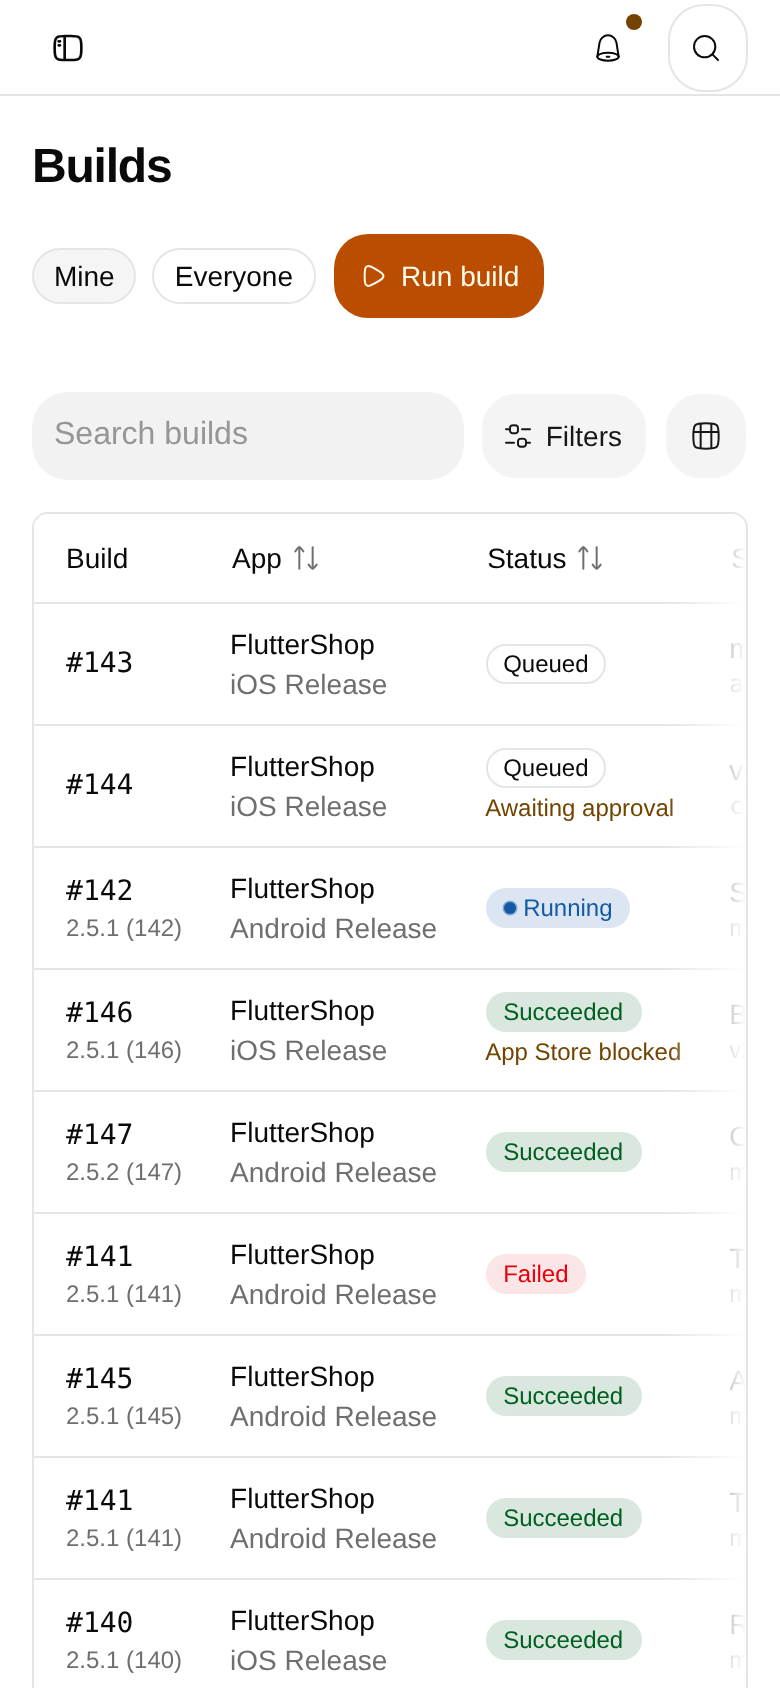 Builds
Mine
Everyone
Run build
Search builds
Filters
Build
App
Status
#143
FlutterShop
iOS Release
Queued
#144
FlutterShop
iOS Release
Queued
Awaiting approval
#142
2.5.1 (142)
FlutterShop
Android Release
Running
#146
2.5.1 (146)
FlutterShop
iOS Release
Succeeded
App Store blocked
#147
2.5.2 (147)
FlutterShop
Android Release
Succeeded
#141
2.5.1 (141)
FlutterShop
Android Release
Failed
#145
2.5.1 (145)
FlutterShop
Android Release
Succeeded
#141
2.5.1 (141)
FlutterShop
Android Release
Succeeded
#140
2.5.1 (140)
FlutterShop
iOS Release
Succeeded